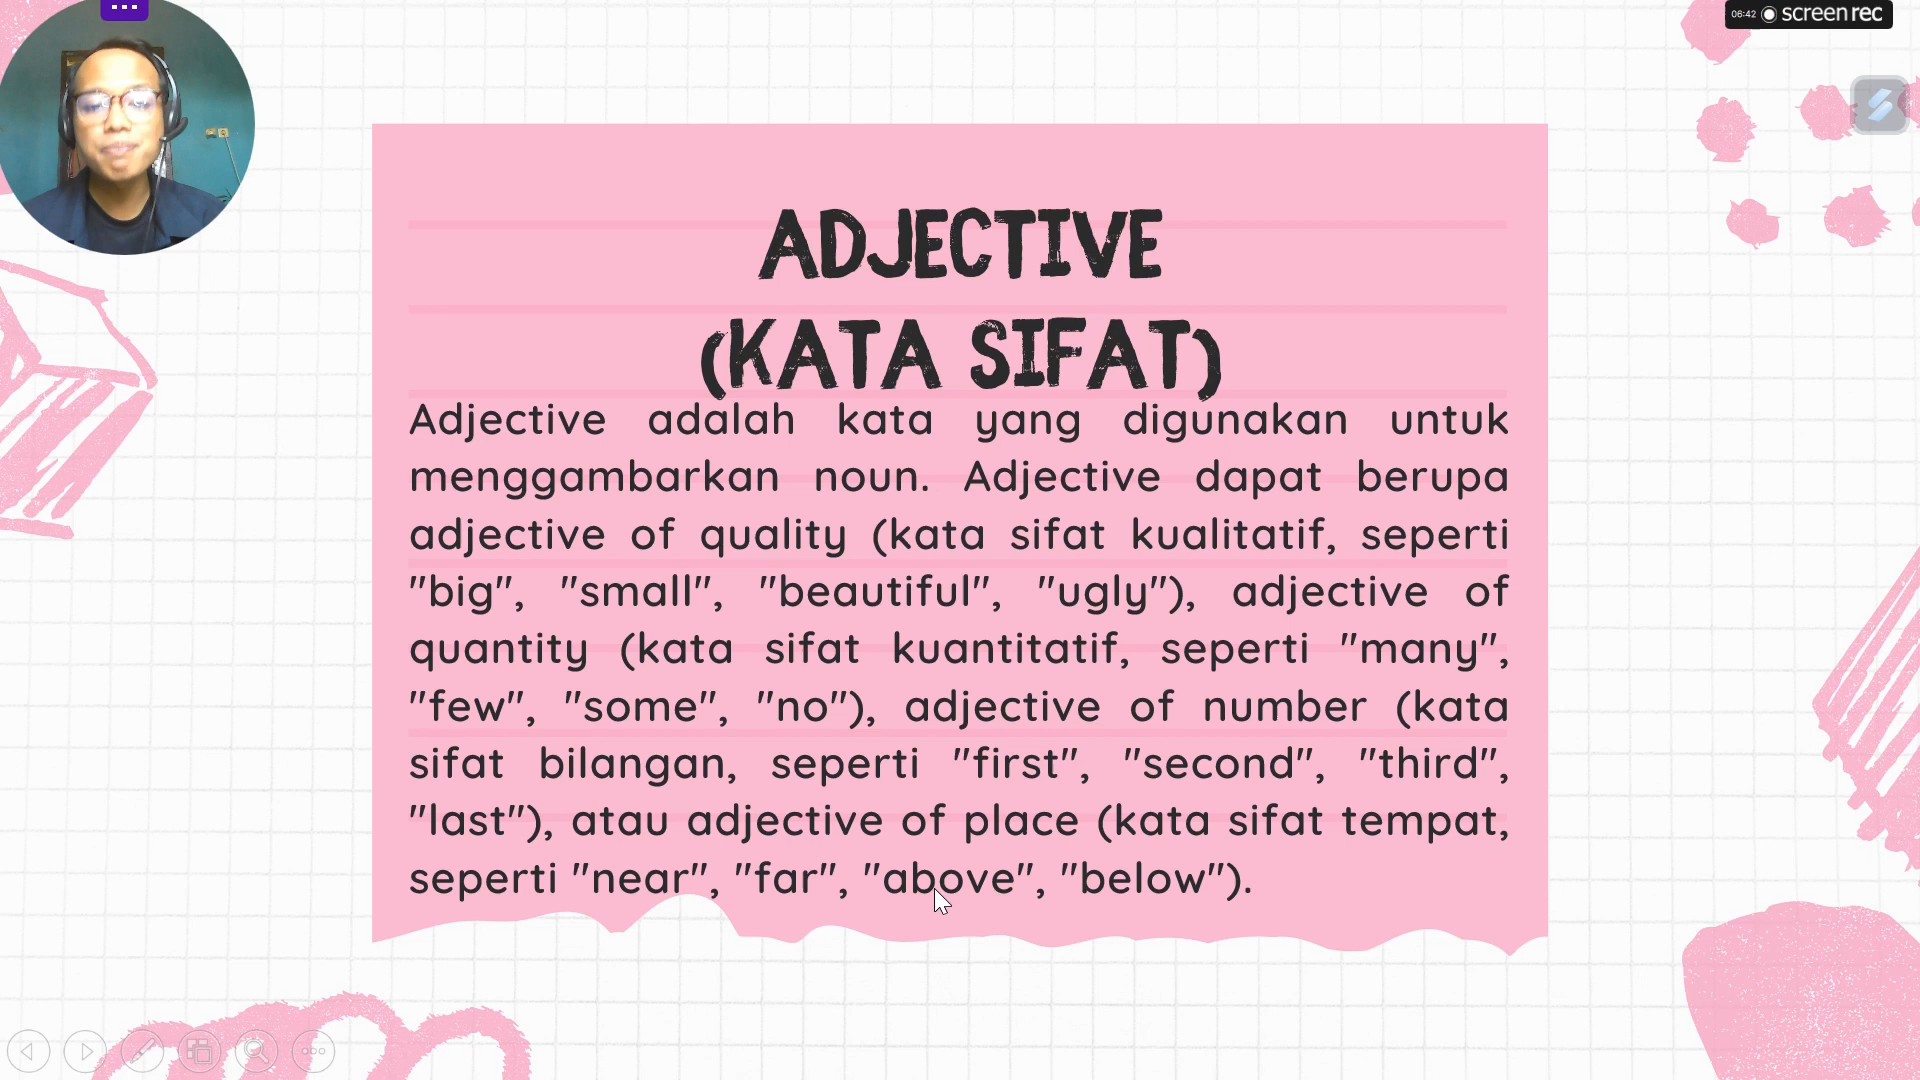 06:42 screenrec
ADJECTIVE
(KATA SIFAT)
Adjective adalah kata yang digunakan untuk
menggambarkan noun. Adjective dapat berupa
adjective of quality (kata sifat kualitatif, seperti
"big", "small", "beautiful", "ugly"), adjective of
quantity (kata sifat kuantitatif, seperti "many",
"few", "some", "no"), adjective of number (kata
sifat bilangan, seperti "first", "second", "third",
"last"), atau adjective of place (kata sifat tempat,
seperti "near", "far", "above", "below").